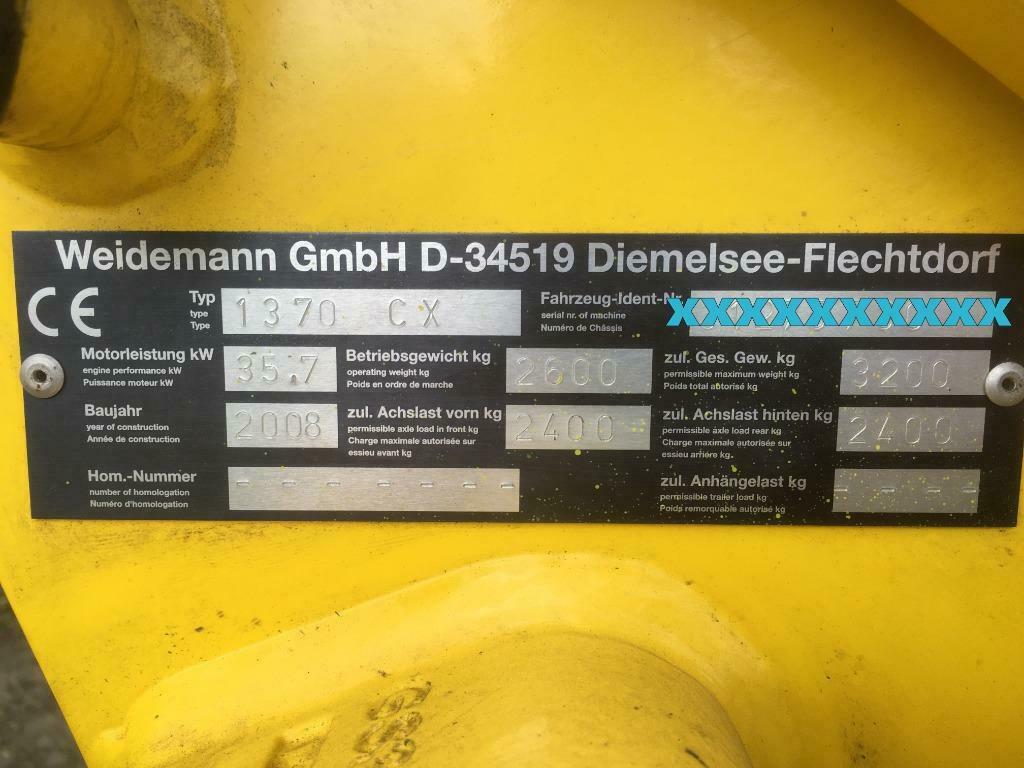 Weidemann GmbH D-34519 Diemelsee-Flechtdorf
CE Typ 1370 CX Fahrzeug-Ident-Nr. XXXXXXXXXXX
type serial nr. of machine
Type Numéro de Châssis
Motorleistung kW 35.7 Betriebsgewicht kg 2600 zul. Ges. Gew. kg 3200
engine performance kW operating weight kg permissible maximum weight kg
Puissance moteur kW Poids en ordre de marche Poids total autorisé kg
Baujahr 2008 zul. Achslast vorn kg 2400 zul. Achslast hinten kg 2400
year of construction permissible axle load in front kg permissible axle load rear kg
Année de construction Charge maximale autorisée sur Charge maximale autorisée sur
essieu avant kg essieu arrière kg.
Hom.-Nummer - - - - - - - zul. Anhängelast kg - - - -
number of homologation permissible trailer load kg
Numéro d'homologation Poids remorquable autorisé kg